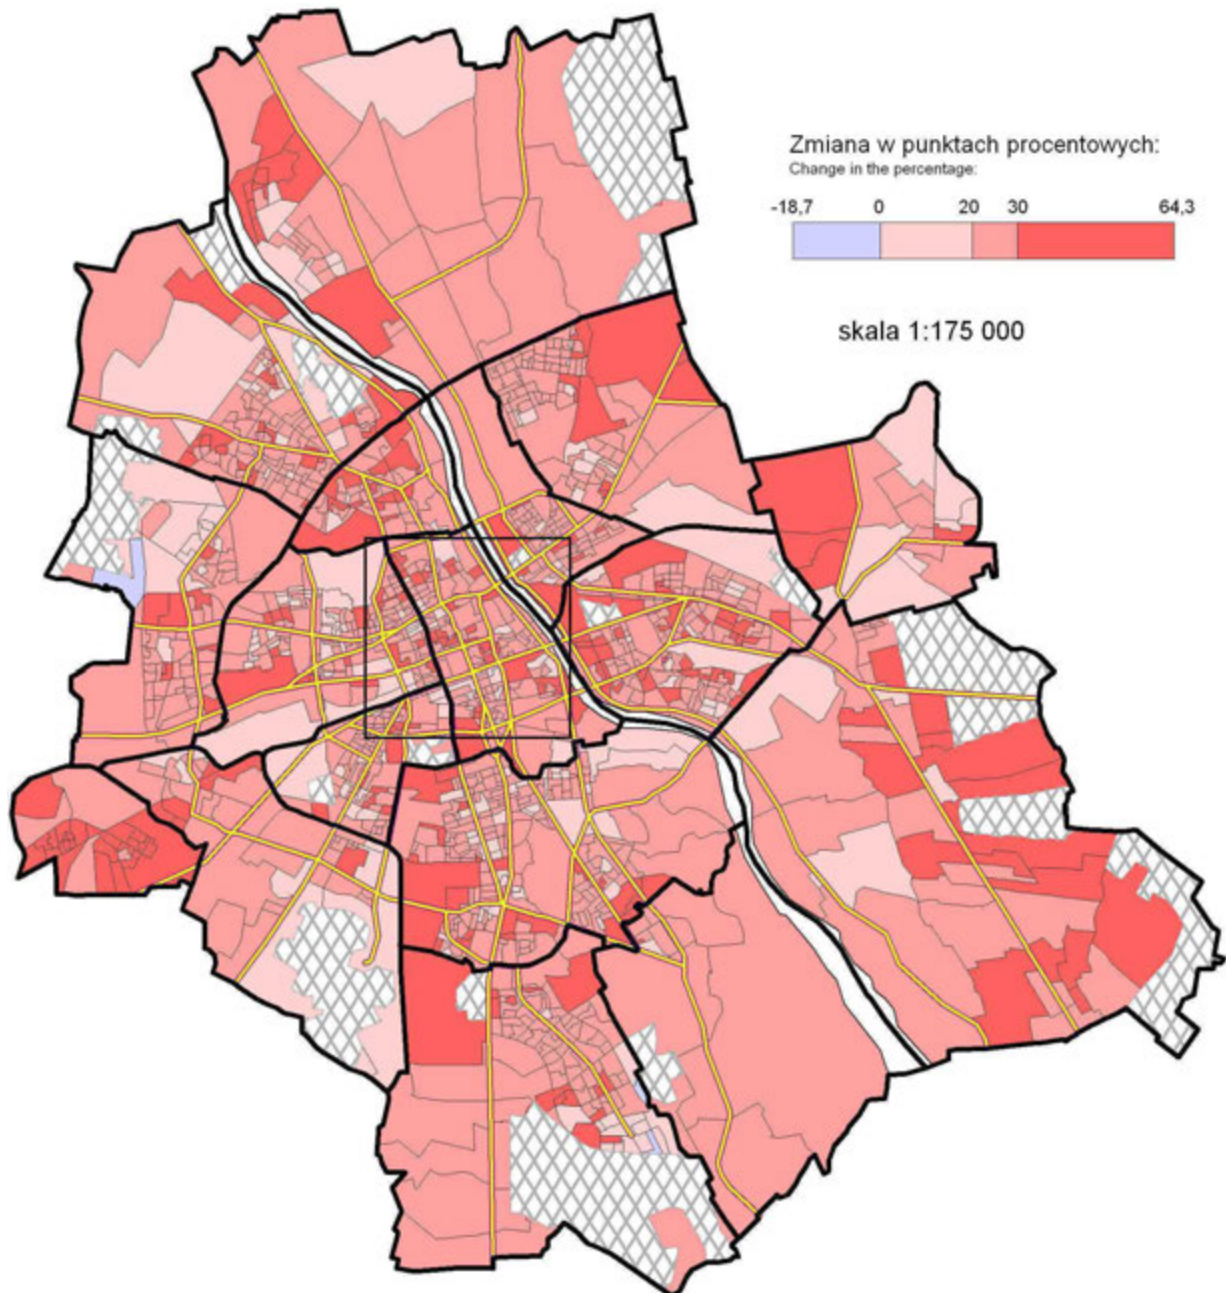 Zmiana w punktach procentowych:
Change in the percentage:
-18,7 0 20 30 64,3
skala 1:175 000